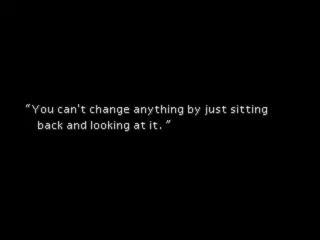 “You can't change anything by just sitting
back and looking at it.”